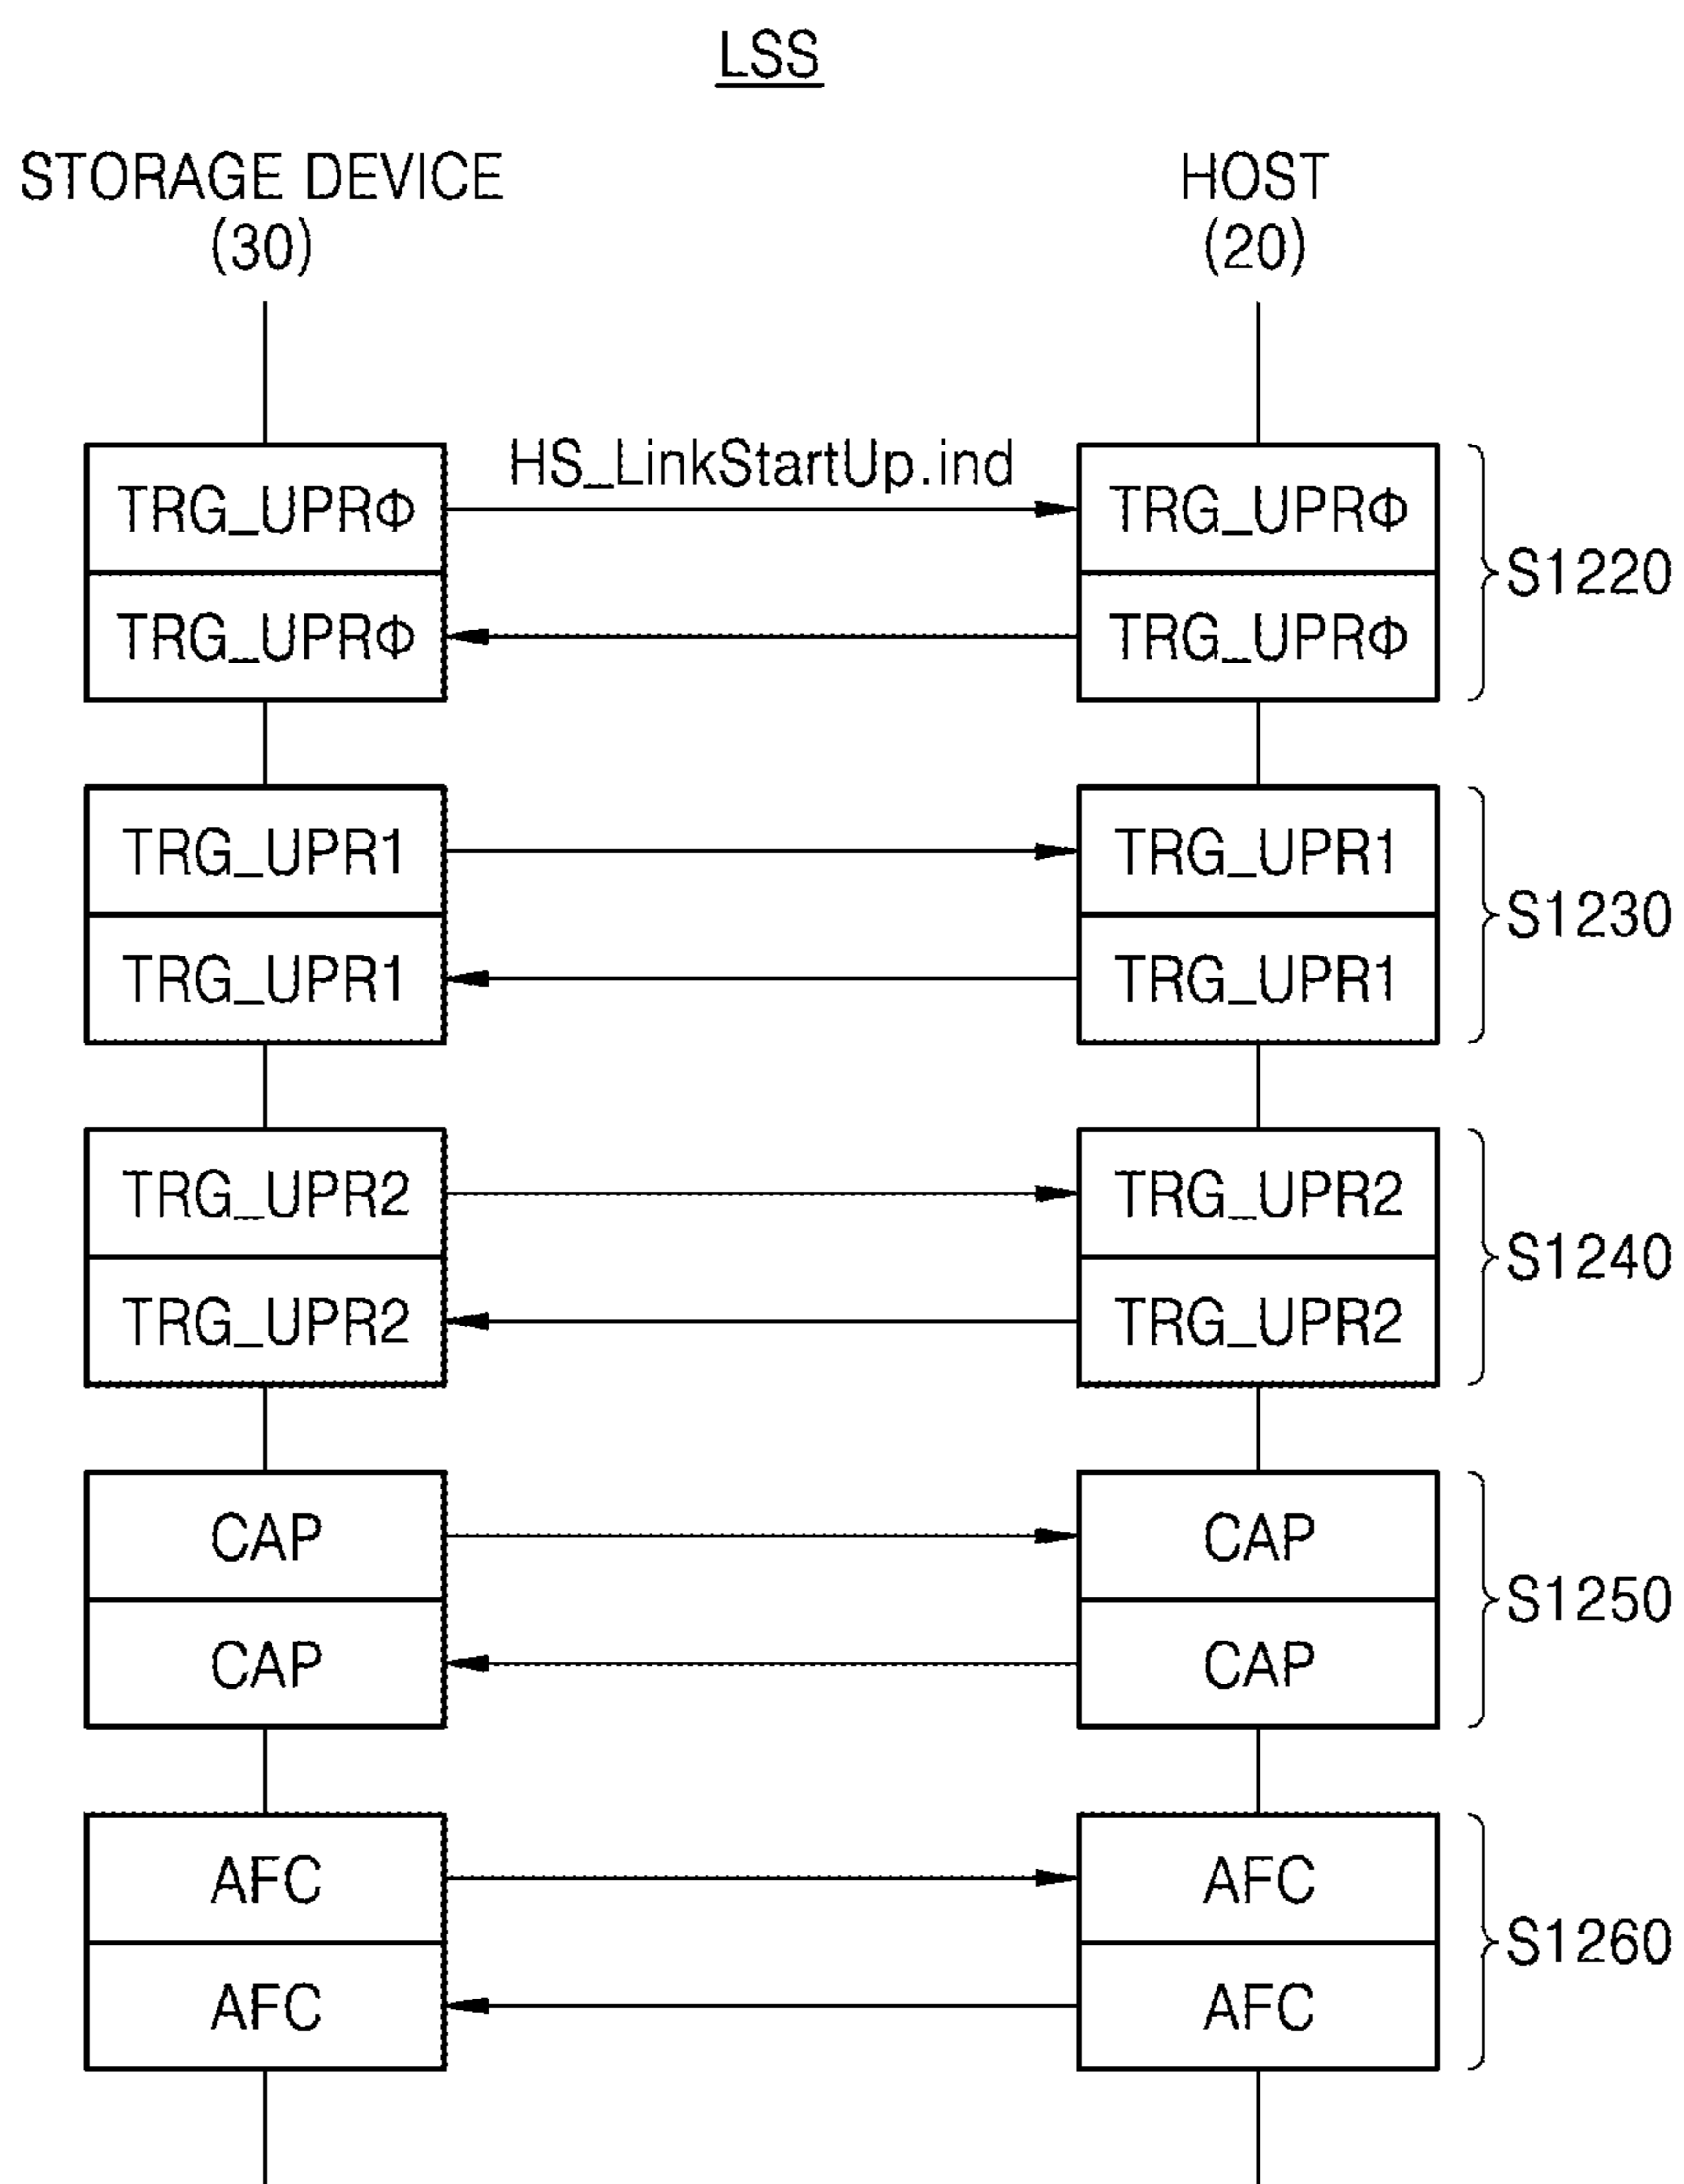 LSS
STORAGE DEVICE
(30)
HOST
(20)
HS_LinkStartUp.ind
TRG_UPRΦ
TRG_UPRΦ
S1220
TRG_UPRΦ
TRG_UPRΦ
TRG_UPR1
TRG_UPR1
S1230
TRG_UPR1
TRG_UPR1
TRG_UPR2
TRG_UPR2
S1240
TRG_UPR2
TRG_UPR2
CAP
CAP
S1250
CAP
CAP
AFC
AFC
S1260
AFC
AFC